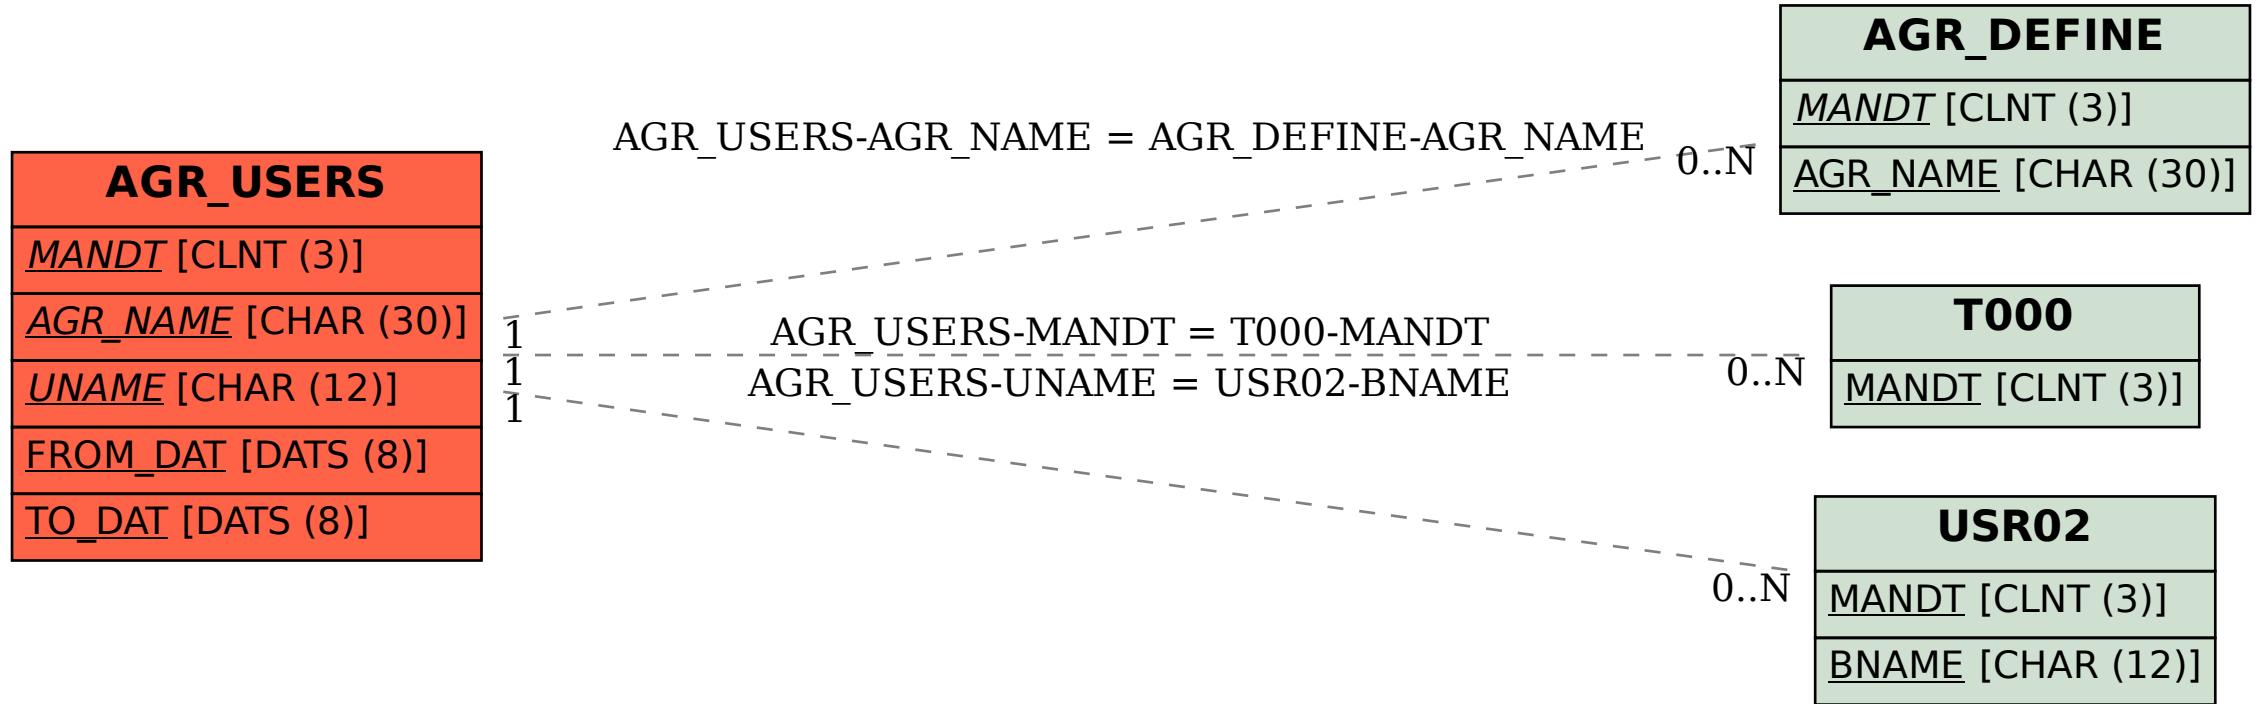 AGR_USERS
MANDT [CLNT (3)]
AGR_NAME [CHAR (30)]
UNAME [CHAR (12)]
FROM_DAT [DATS (8)]
TO_DAT [DATS (8)]
AGR_USERS-AGR_NAME = AGR_DEFINE-AGR_NAME
1
0..N
AGR_USERS-MANDT = T000-MANDT
1
0..N
AGR_USERS-UNAME = USR02-BNAME
1
0..N
AGR_DEFINE
MANDT [CLNT (3)]
AGR_NAME [CHAR (30)]
T000
MANDT [CLNT (3)]
USR02
MANDT [CLNT (3)]
BNAME [CHAR (12)]